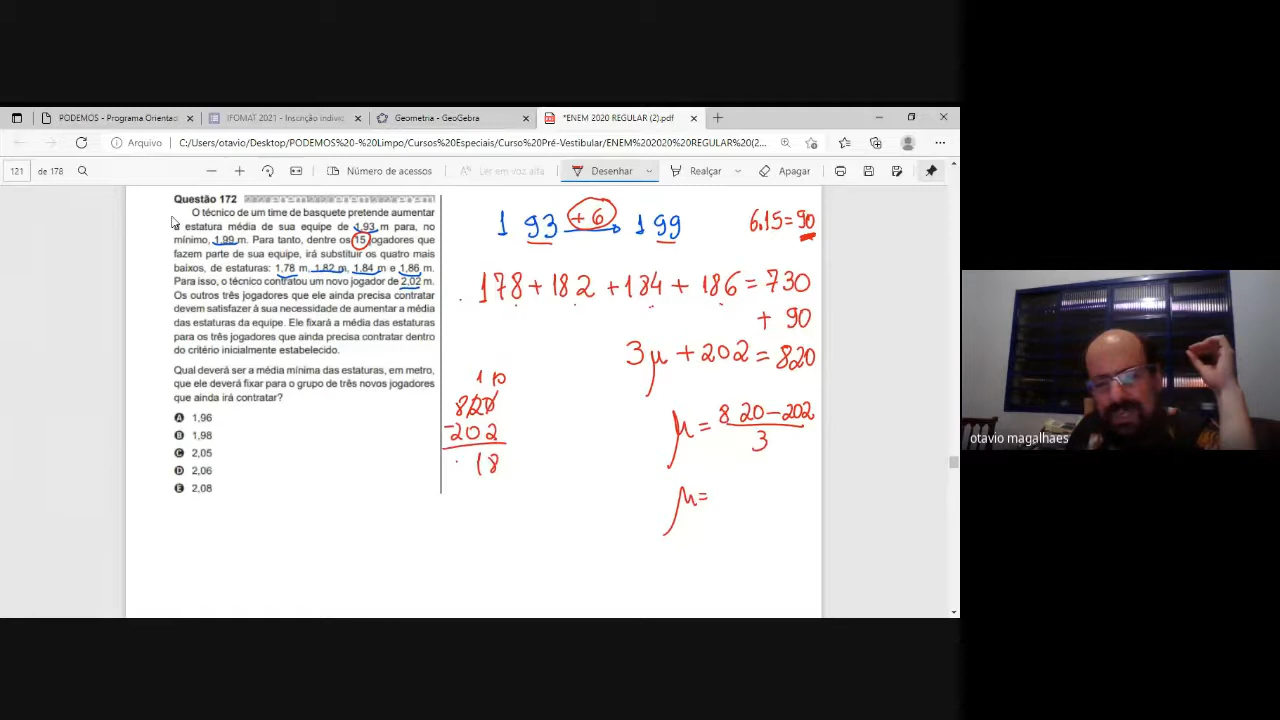 PODEMOS - Programa Orientac
IFOMAT 2021 - Inscrição individ
Geometria - GeoGebra
*ENEM 2020 REGULAR (2).pdf
Arquivo
C:/Users/otavio/Desktop/PODEMOS%20-%20Limpo/Cursos%20Especiais/Curso%20Pré-Vestibular/ENEM%202020%20REGULAR%20(2...
121 de 178
Número de acessos
Ler em voz alta
Desenhar
Realçar
Apagar
Questão 172
O técnico de um time de basquete pretende aumentar
a estatura média de sua equipe de 1,93 m para, no
mínimo, 1,99 m. Para tanto, dentre os 15 jogadores que
fazem parte de sua equipe, irá substituir os quatro mais
baixos, de estaturas: 1,78 m, 1,82 m, 1,84 m e 1,86 m.
Para isso, o técnico contratou um novo jogador de 2,02 m.
Os outros três jogadores que ele ainda precisa contratar
devem satisfazer à sua necessidade de aumentar a média
das estaturas da equipe. Ele fixará a média das estaturas
para os três jogadores que ainda precisa contratar dentro
do critério inicialmente estabelecido.
Qual deverá ser a média mínima das estaturas, em metro,
que ele deverá fixar para o grupo de três novos jogadores
que ainda irá contratar?
A 1,96
B 1,98
C 2,05
D 2,06
E 2,08
1 93 +6 1 99
6.15=90
178+182+184+186=730
+ 90
3μ+202=820
μ= 820-202
3
μ=
1 10
820
-202
18
otavio magalhaes